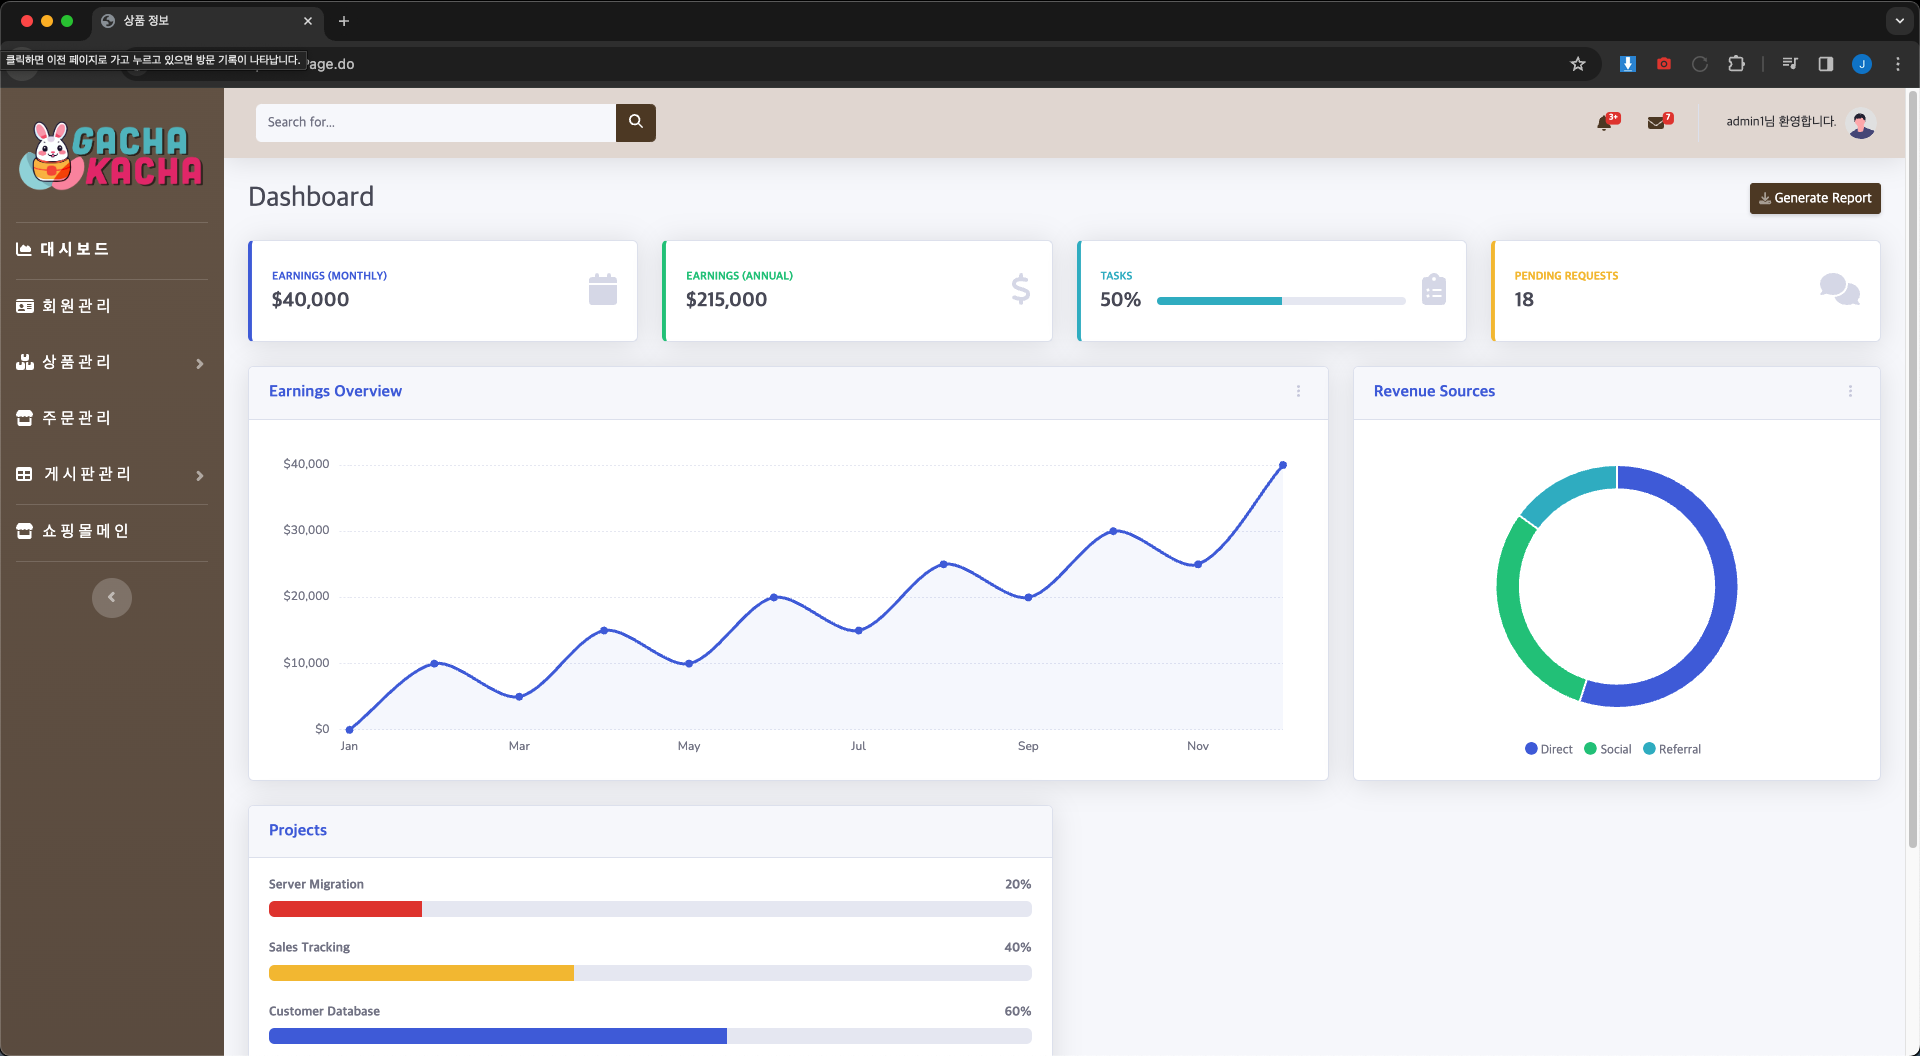 상품 정보
클릭하면 이전 페이지로 가고 누르고 있으면 방문 기록이 나타납니다.
Page.do
J
GACHA
KACHA
대시보드
회원관리
상품관리
주문관리
게시판관리
쇼핑몰메인
Search for...
3+
7
admin1님 환영합니다.
Dashboard
Generate Report
EARNINGS (MONTHLY)
$40,000
EARNINGS (ANNUAL)
$215,000
TASKS
50%
PENDING REQUESTS
18
Earnings Overview
$40,000
$30,000
$20,000
$10,000
$0
Jan Mar May Jul Sep Nov
Revenue Sources
Direct Social Referral
Projects
Server Migration 20%
Sales Tracking 40%
Customer Database 60%